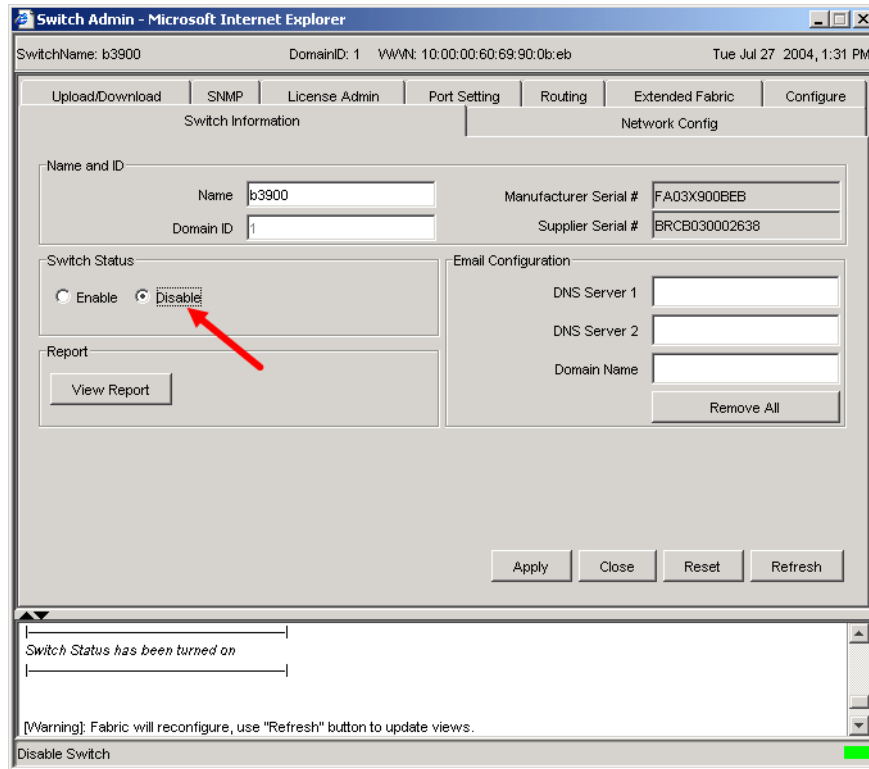 Switch Admin - Microsoft Internet Explorer
SwitchName: b3900 DomainID: 1 WWN: 10:00:00:60:69:90:0b:eb Tue Jul 27 2004, 1:31 PM
Upload/Download SNMP License Admin Port Setting Routing Extended Fabric Configure
Switch Information Network Config
Name and ID
Name b3900 Manufacturer Serial # FA03X900BEB
Domain ID 1 Supplier Serial # BRCB030002638
Switch Status Email Configuration
Enable Disable DNS Server 1
DNS Server 2
Report
Domain Name
View Report
Remove All
Apply Close Reset Refresh
Switch Status has been turned on
[Warning]: Fabric will reconfigure, use "Refresh" button to update views.
Disable Switch